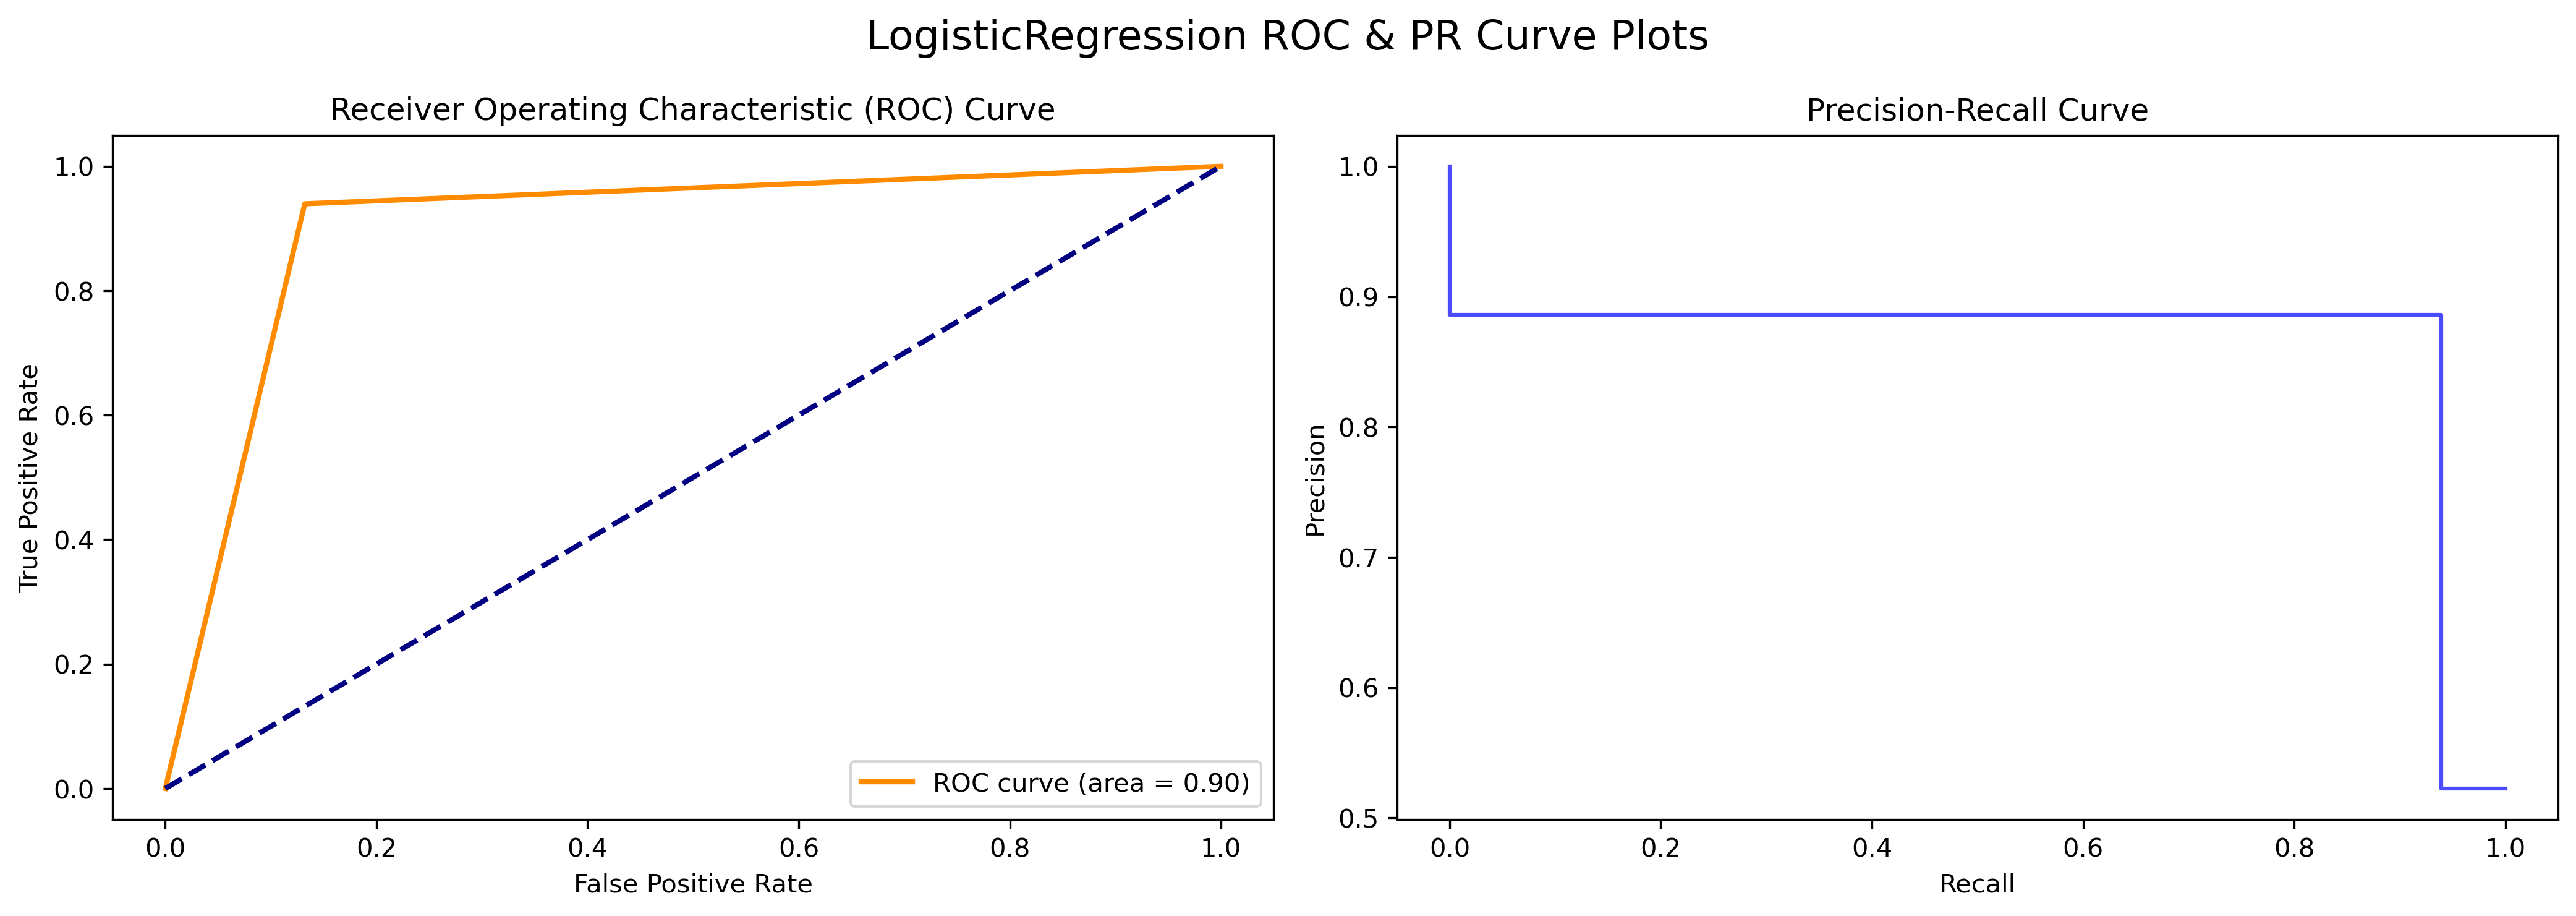 LogisticRegression ROC & PR Curve Plots
Receiver Operating Characteristic (ROC) Curve
1.0
0.8
0.6
0.4
0.2
0.0
True Positive Rate
ROC curve (area = 0.90)
0.0 0.2 0.4 0.6 0.8 1.0
False Positive Rate
Precision-Recall Curve
1.0
0.9
0.8
0.7
0.6
0.5
Precision
0.0 0.2 0.4 0.6 0.8 1.0
Recall